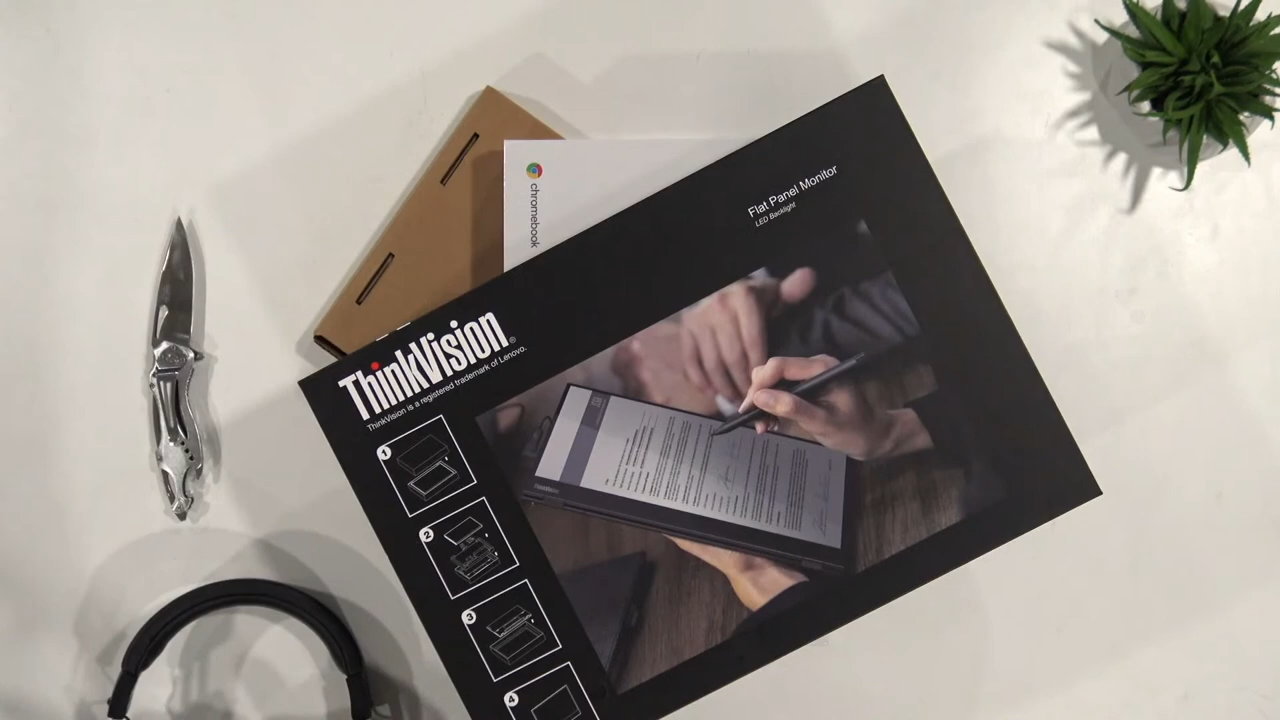 chromebook
Flat Panel Monitor
LED Backlight
ThinkVision®
ThinkVision is a registered trademark of Lenovo.
1
2
3
4